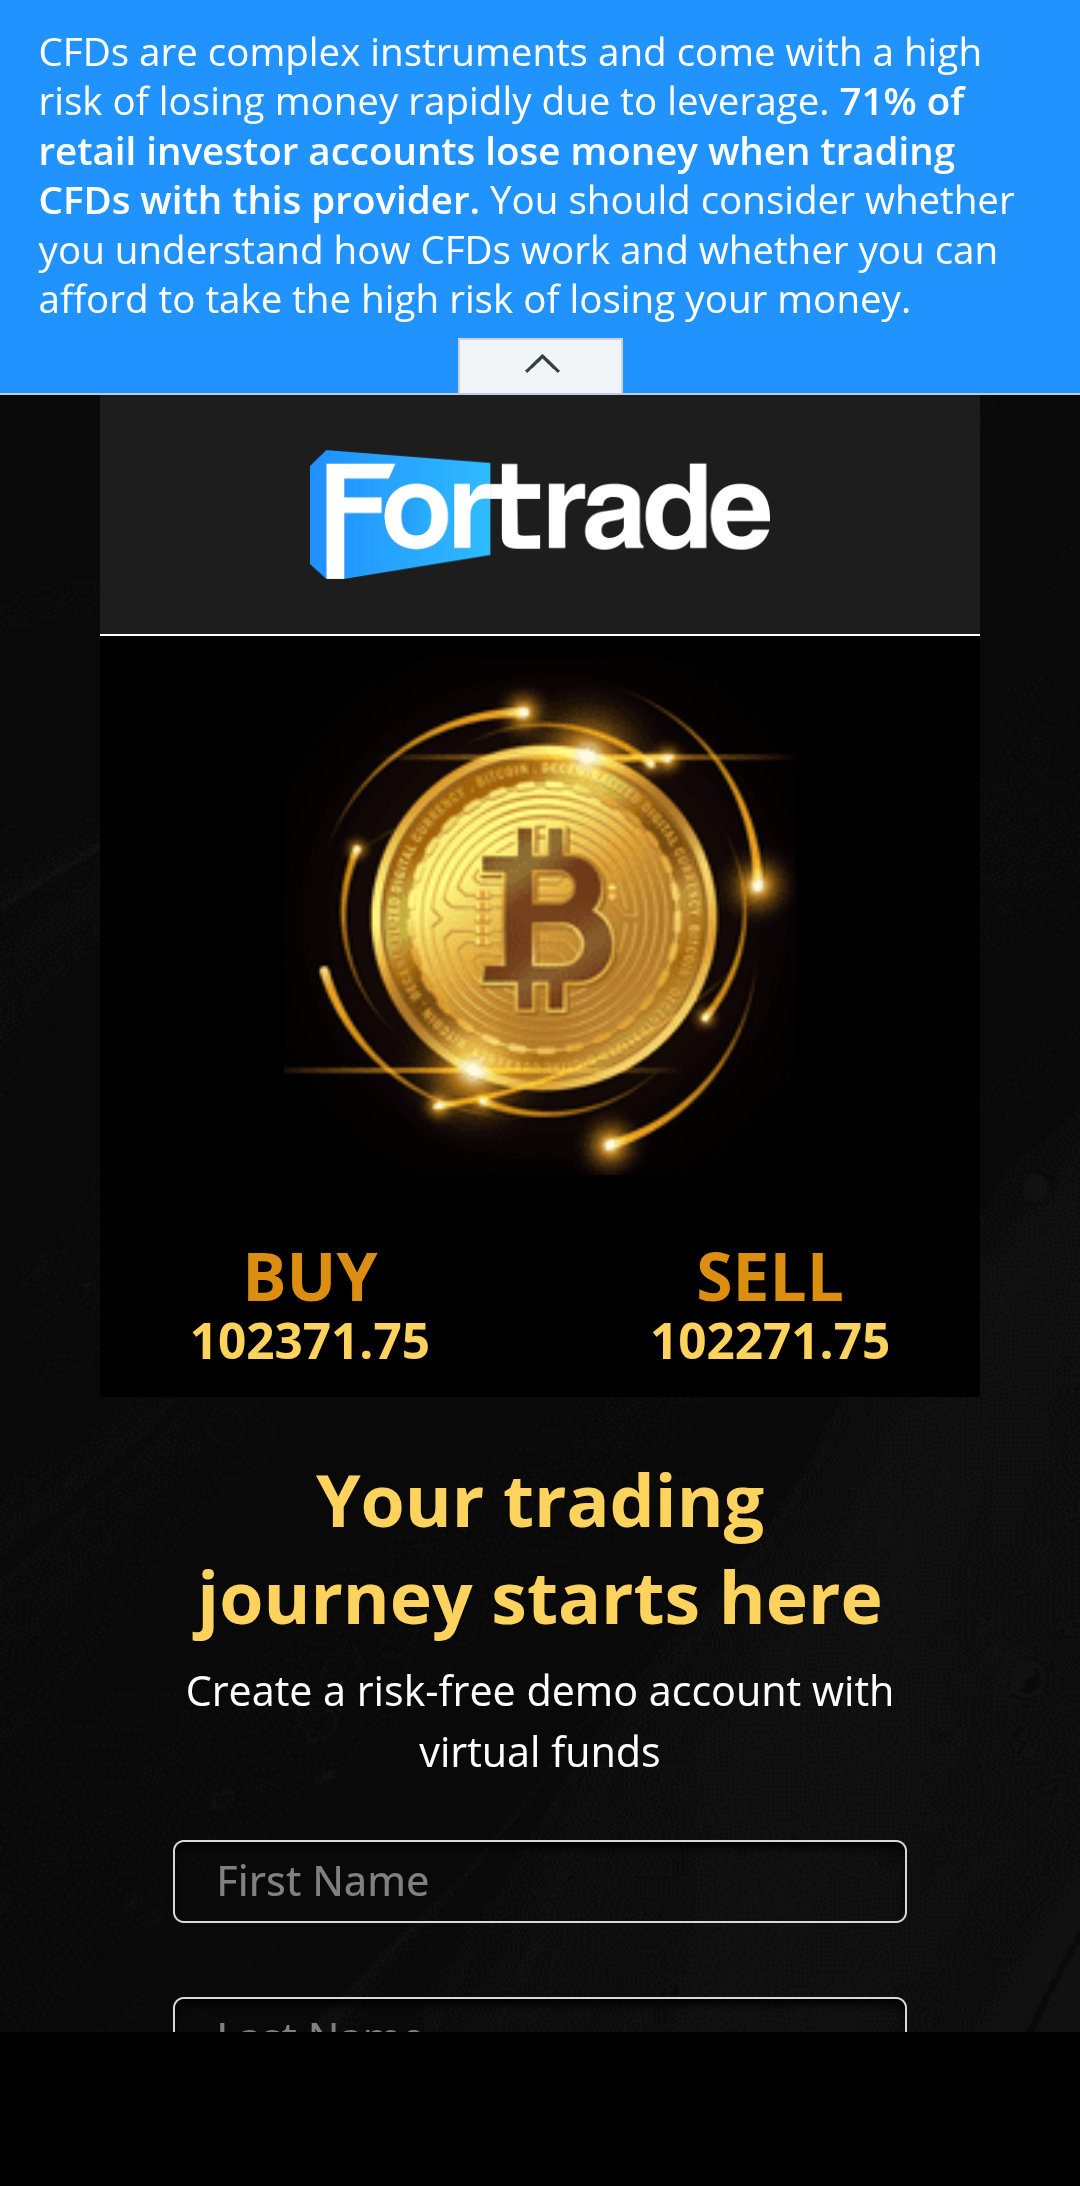 CFDs are complex instruments and come with a high
risk of losing money rapidly due to leverage. 71% of
retail investor accounts lose money when trading
CFDs with this provider. You should consider whether
you understand how CFDs work and whether you can
afford to take the high risk of losing your money.
Fortrade
BUY SELL
102371.75 102271.75
Your trading
journey starts here
Create a risk-free demo account with
virtual funds
First Name
Last Name